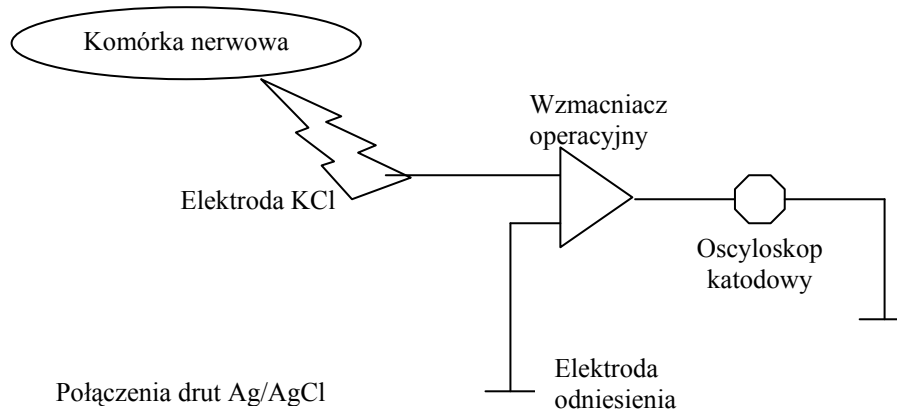 Komórka nerwowa
Wzmacniacz
operacyjny
Elektroda KCl
Oscyloskop
katodowy
Elektroda
odniesienia
Połączenia drut Ag/AgCl